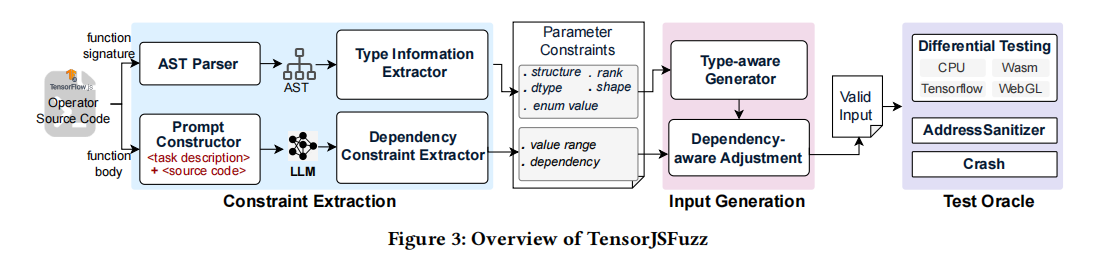 function
signature
TensorFlow.js
Operator
Source Code
function
body
AST Parser
AST
Type Information
Extractor
Prompt
Constructor
<task description>
+ <source code>
LLM
Dependency
Constraint Extractor
Constraint Extraction
Parameter
Constraints
. structure . rank
. dtype . shape
. enum value
. value range
. dependency
Type-aware
Generator
Dependency-
aware Adjustment
Input Generation
Valid
Input
Differential Testing
CPU Wasm
Tensorflow WebGL
AddressSanitizer
Crash
Test Oracle
Figure 3: Overview of TensorJSFuzz